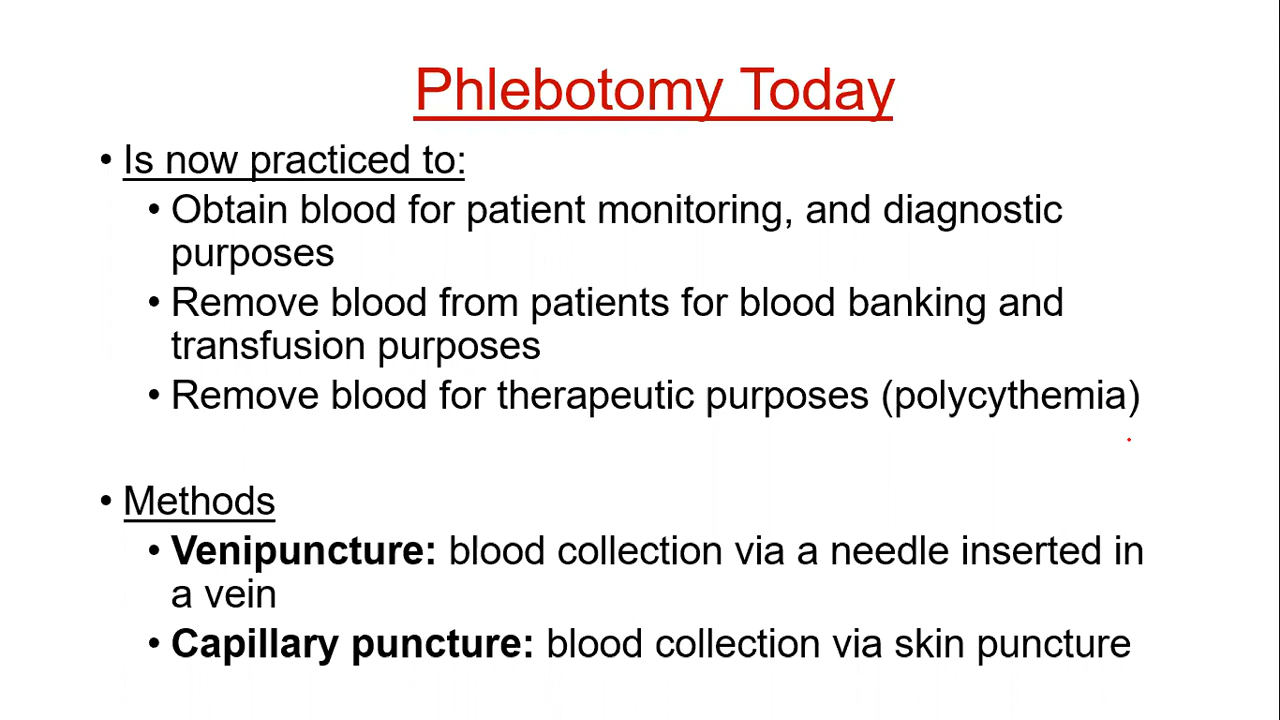 Phlebotomy Today
• Is now practiced to:
• Obtain blood for patient monitoring, and diagnostic
purposes
• Remove blood from patients for blood banking and
transfusion purposes
• Remove blood for therapeutic purposes (polycythemia)
• Methods
• Venipuncture: blood collection via a needle inserted in
a vein
• Capillary puncture: blood collection via skin puncture